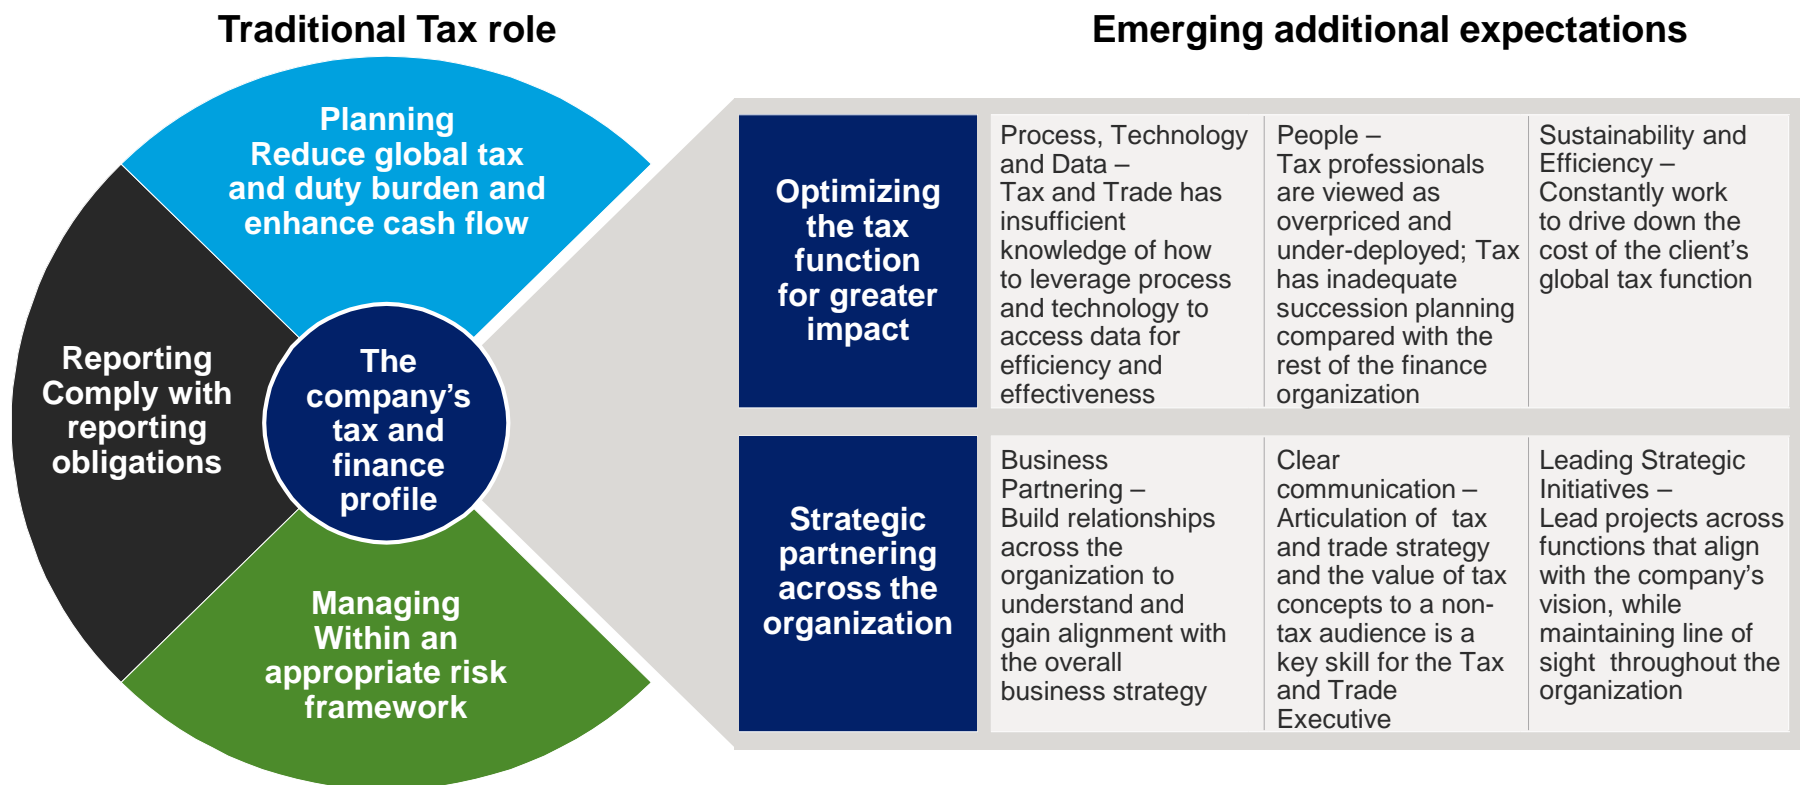 Traditional Tax role
Emerging additional expectations
Planning
Reduce global tax
and duty burden and
enhance cash flow
Reporting
Comply with
reporting
obligations
The
company’s
tax and
finance
profile
Managing
Within an
appropriate risk
framework
Optimizing
the tax
function
for greater
impact
Process, Technology
and Data –
Tax and Trade has
insufficient
knowledge of how
to leverage process
and technology to
access data for
efficiency and
effectiveness
People –
Tax professionals
are viewed as
overpriced and
under-deployed; Tax
has inadequate
succession planning
compared with the
rest of the finance
organization
Sustainability and
Efficiency –
Constantly work
to drive down the
cost of the client’s
global tax function
Strategic
partnering
across the
organization
Business
Partnering –
Build relationships
across the
organization to
understand and
gain alignment with
the overall
business strategy
Clear
communication –
Articulation of tax
and trade strategy
and the value of tax
concepts to a non-
tax audience is a
key skill for the Tax
and Trade
Executive
Leading Strategic
Initiatives –
Lead projects across
functions that align
with the company’s
vision, while
maintaining line of
sight throughout the
organization